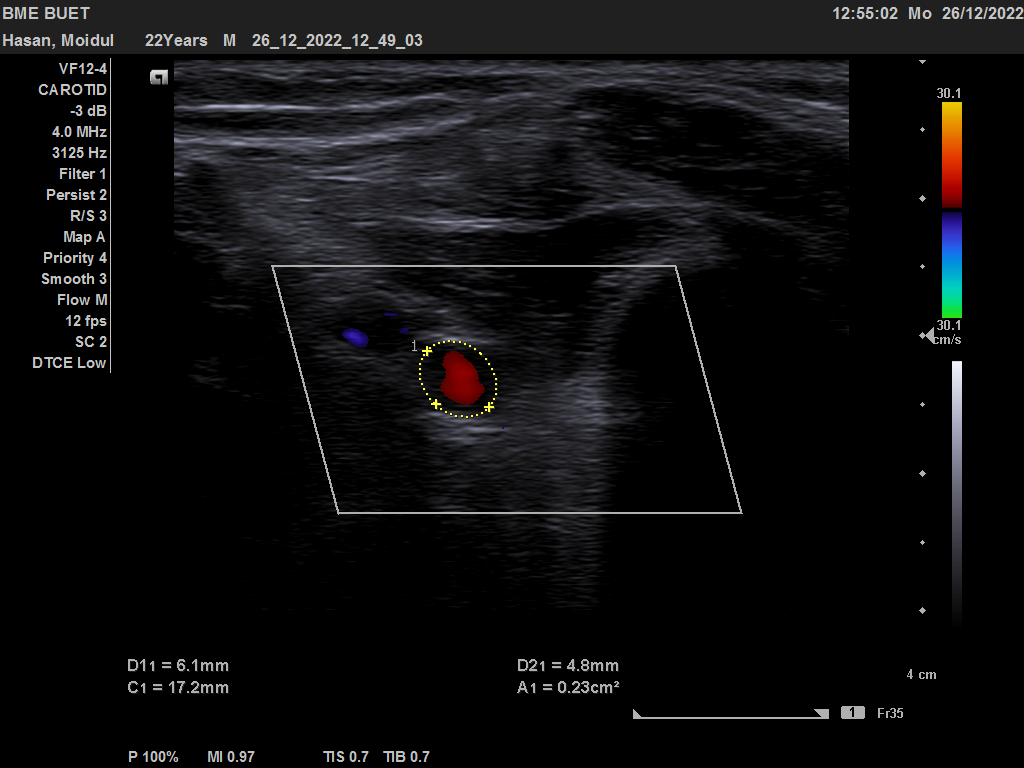 BME BUET 12:55:02 Mo 26/12/2022
Hasan, Moidul 22Years M 26_12_2022_12_49_03
VF12-4
CAROTID
-3 dB
4.0 MHz
3125 Hz
Filter 1
Persist 2
R/S 3
Map A
Priority 4
Smooth 3
Flow M
12 fps
SC 2
DTCE Low
30.1
30.1
cm/s
1
D11 = 6.1mm D21 = 4.8mm
C1 = 17.2mm A1 = 0.23cm²
4 cm
1 Fr35
P 100% MI 0.97 TIS 0.7 TIB 0.7